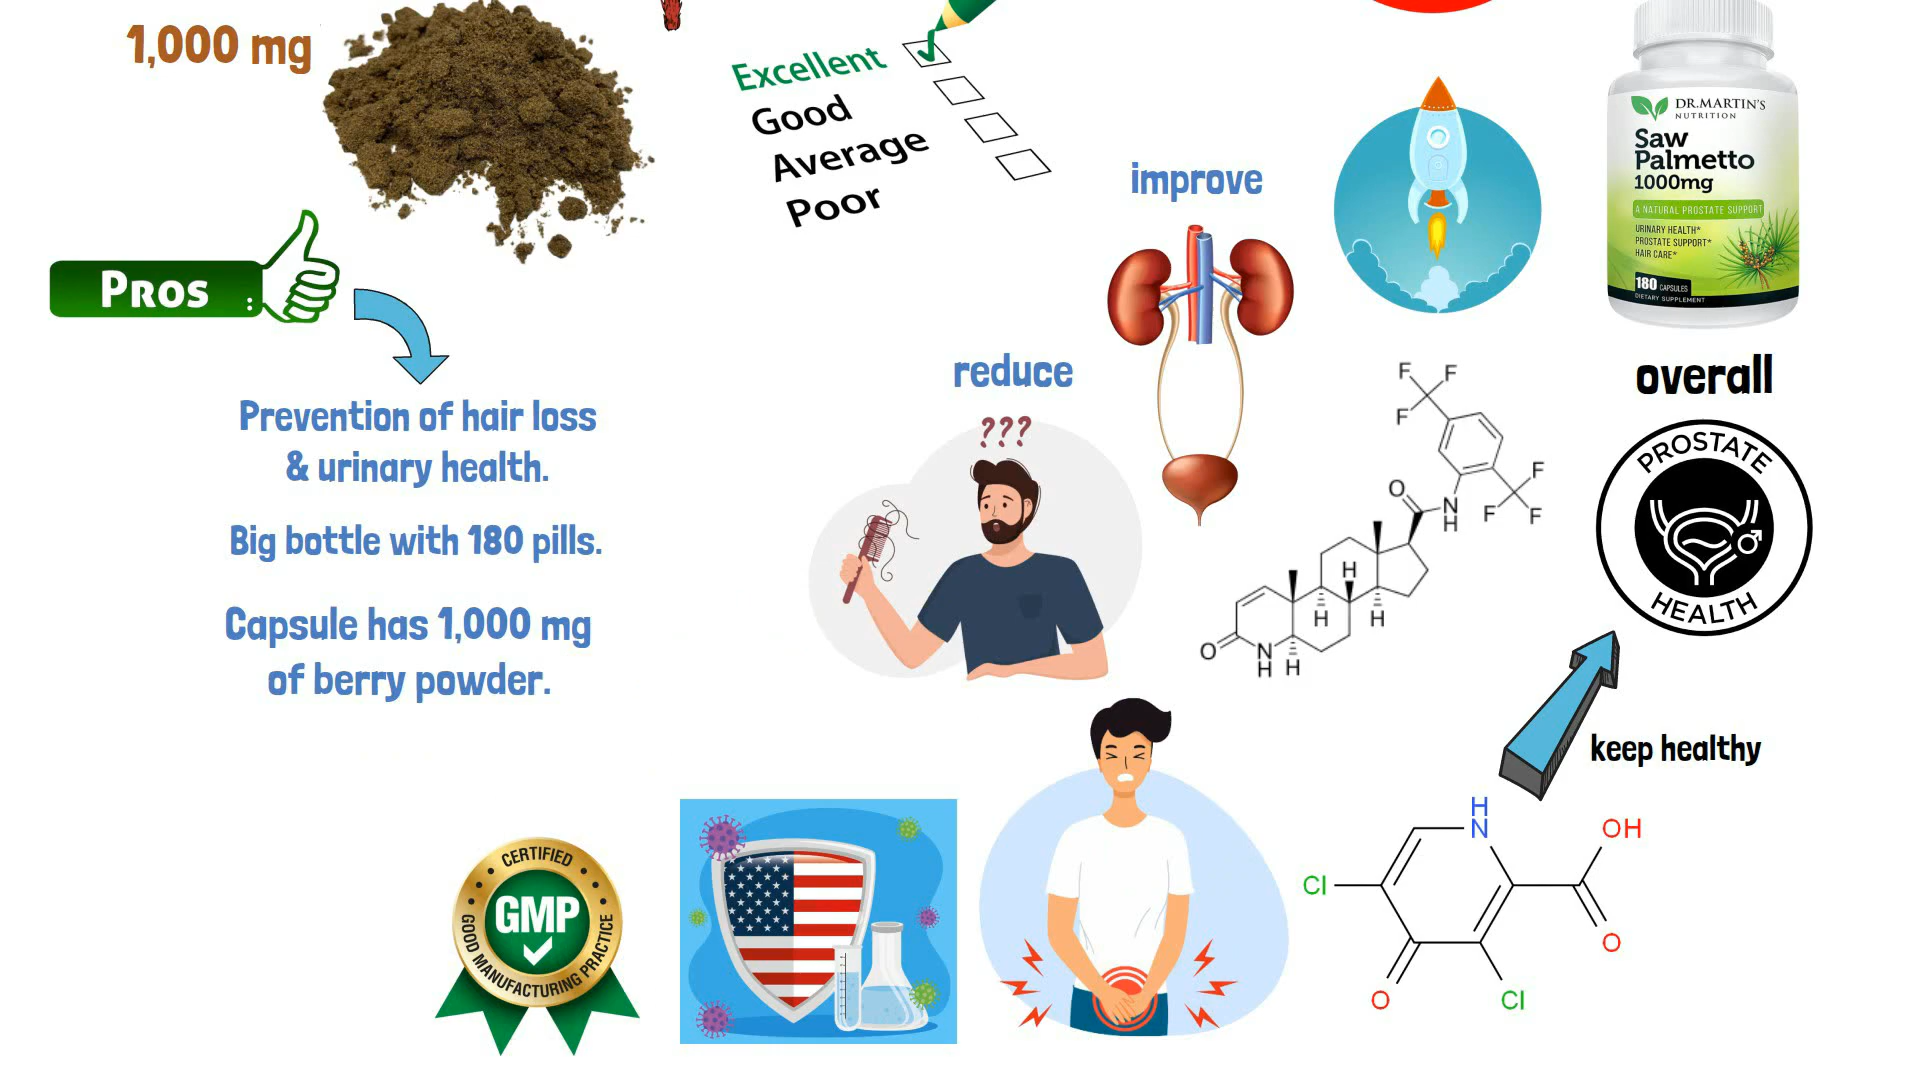 1,000 mg
Excellent
Good
Average
Poor
PROS
Prevention of hair loss
& urinary health.
Big bottle with 180 pills.
Capsule has 1,000 mg
of berry powder.
reduce
???
improve
DR.MARTIN'S
NUTRITION
Saw
Palmetto
1000mg
A NATURAL PROSTATE SUPPORT
URINARY HEALTH*
PROSTATE SUPPORT*
HAIR CARE*
180 CAPSULES
DIETARY SUPPLEMENT
overall
PROSTATE
HEALTH
F
F
F
F
F
F
O
N
H
H
H
H
O
N
H
H
keep healthy
H
N
OH
Cl
O
O
Cl
CERTIFIED
GMP
GOOD MANUFACTURING PRACTICE